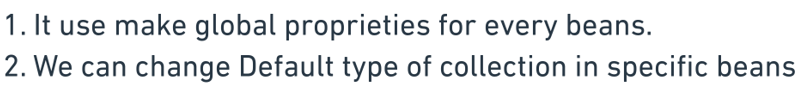 1. It use make global proprieties for every beans.
2. We can change Default type of collection in specific beans